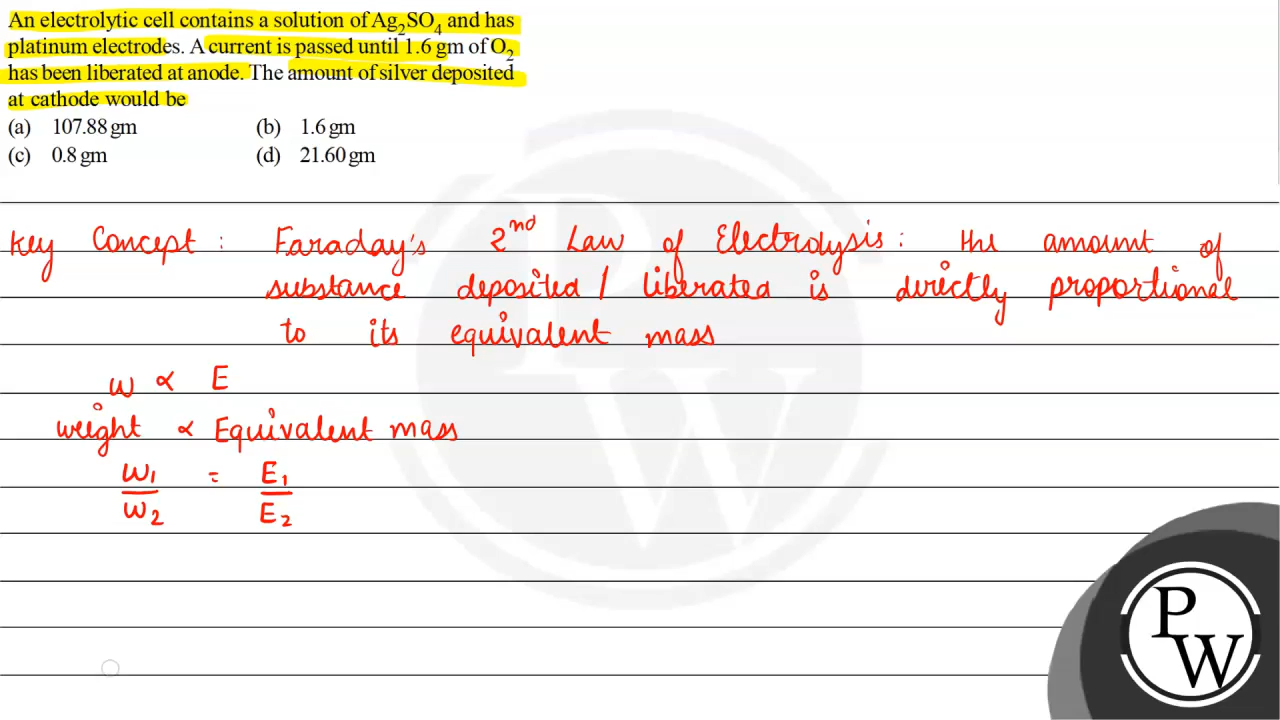 An electrolytic cell contains a solution of Ag₂SO₄ and has
platinum electrodes. A current is passed until 1.6 gm of O₂
has been liberated at anode. The amount of silver deposited
at cathode would be
(a) 107.88 gm (b) 1.6 gm
(c) 0.8 gm (d) 21.60 gm
Key Concept : Faraday's 2nd Law of Electrolysis : the amount of
substance deposited / liberated is directly proportional
to its equivalent mass
W ∝ E
weight ∝ Equivalent mass
W₁/W₂ = E₁/E₂
PW
PW